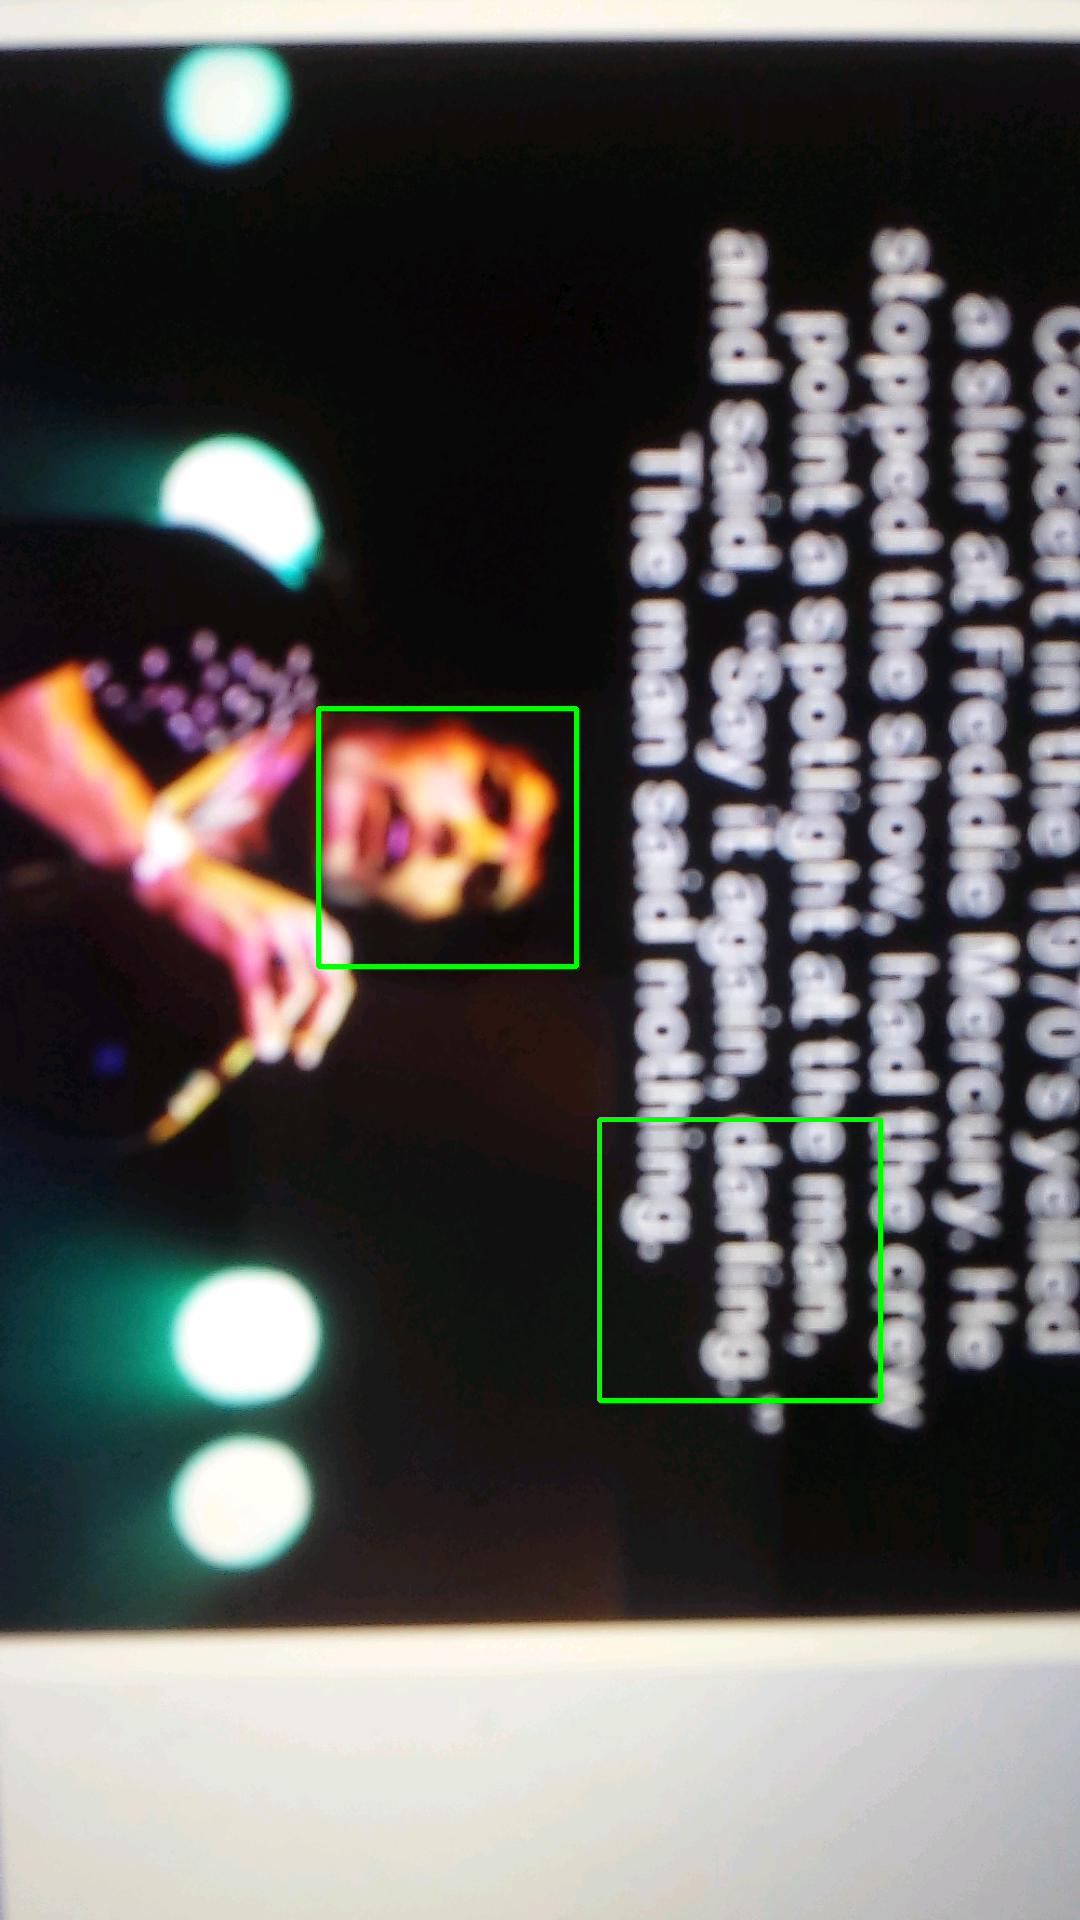 Concert in the 1970's yelled
a slur at Freddie Mercury. He
stopped the show, had the crew
point a spotlight at the man,
and said, "Say it again, darling."
The man said nothing.